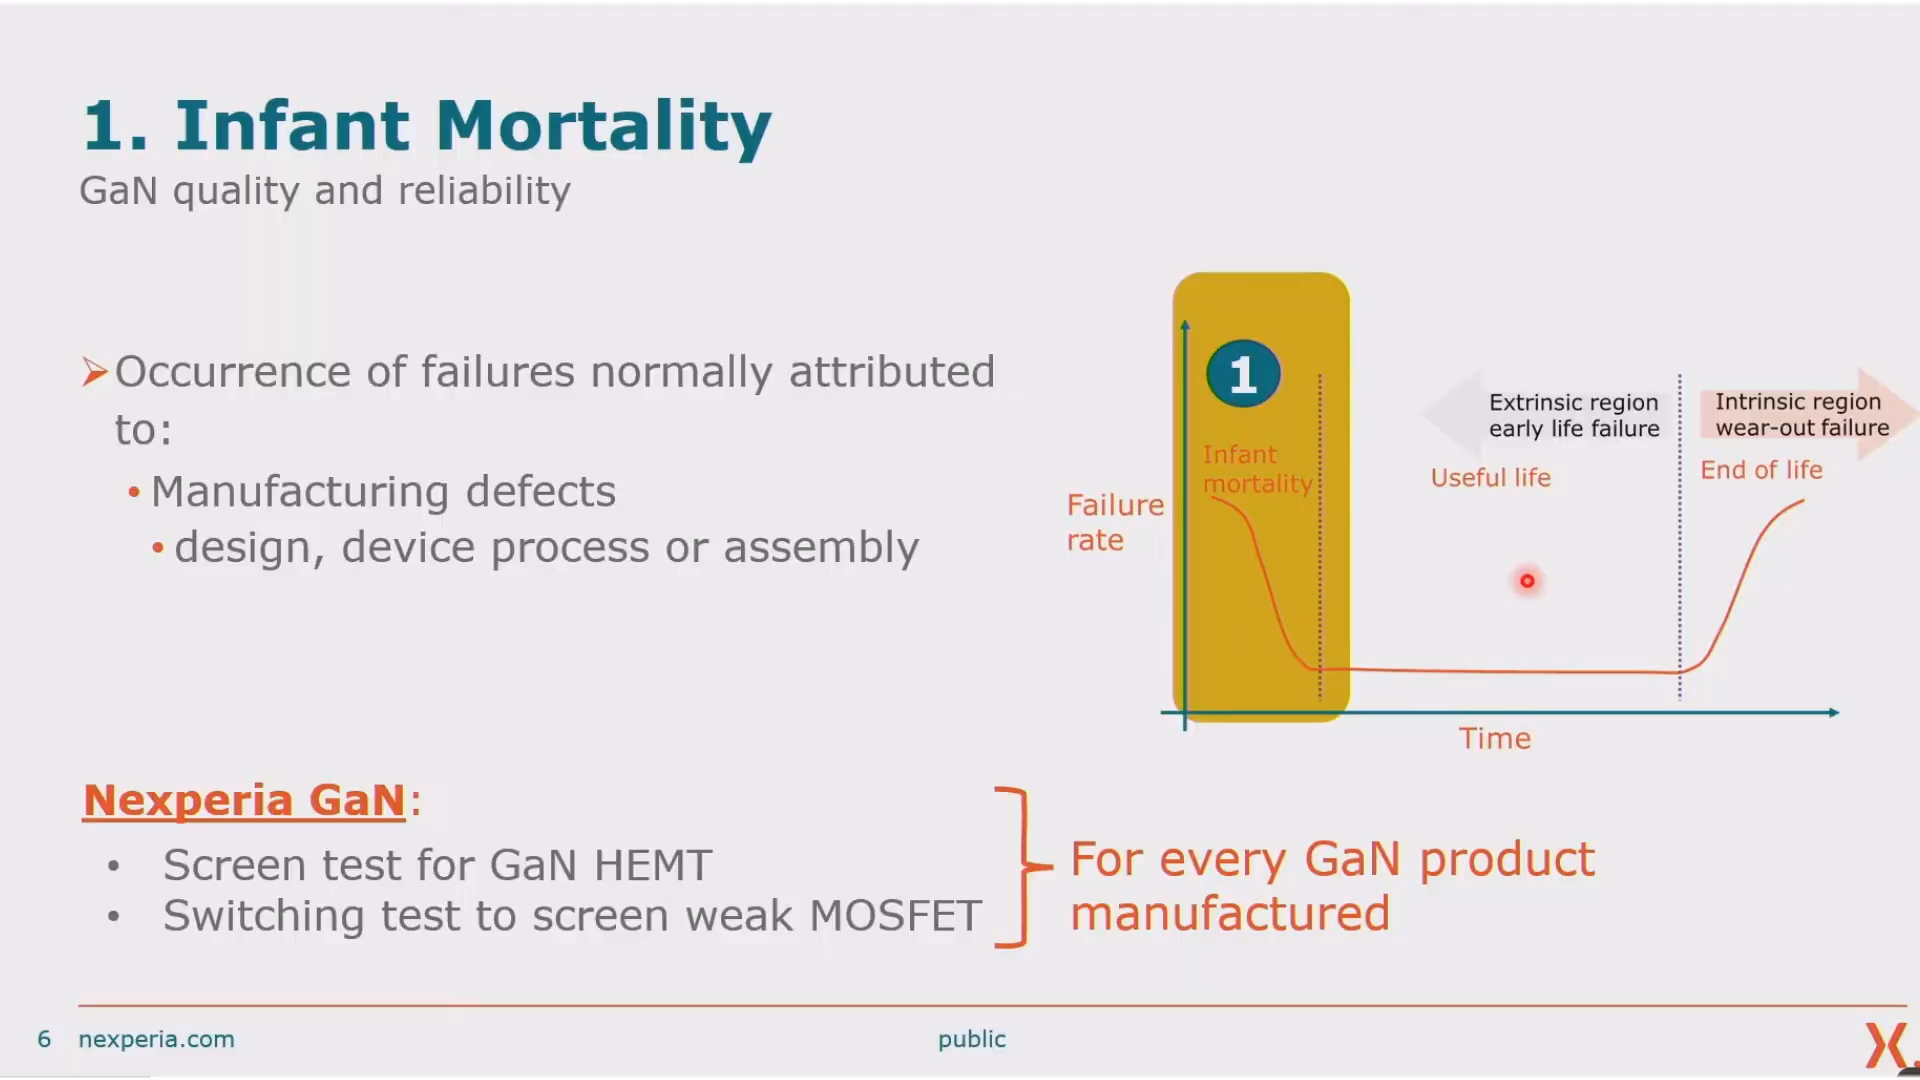 1. Infant Mortality
GaN quality and reliability
➢Occurrence of failures normally attributed
to:
• Manufacturing defects
• design, device process or assembly
1
Infant
mortality
Failure
rate
Extrinsic region
early life failure
Useful life
Intrinsic region
wear-out failure
End of life
Time
Nexperia GaN:
• Screen test for GaN HEMT
• Switching test to screen weak MOSFET
For every GaN product
manufactured
6 nexperia.com
public